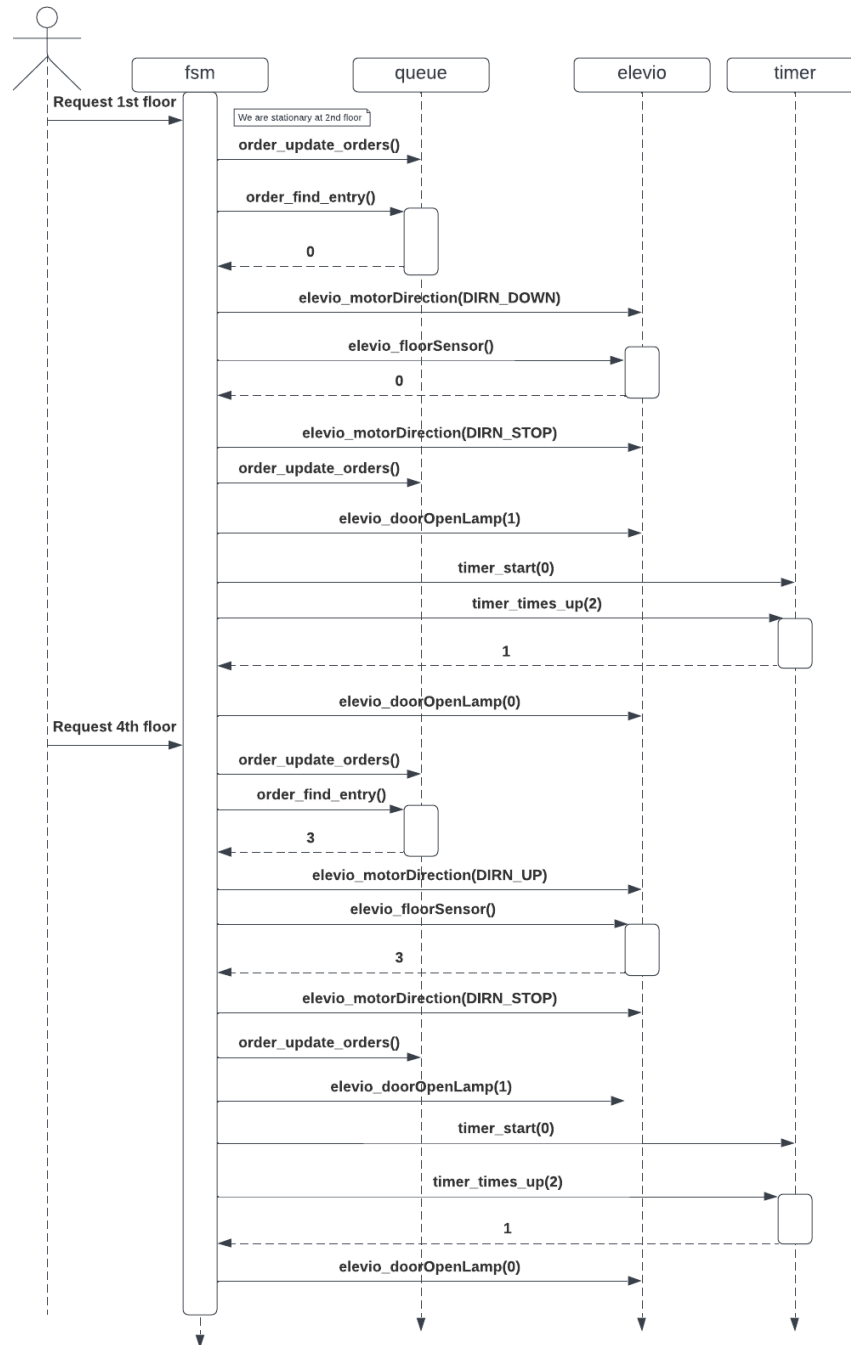 fsm
queue
elevio
timer
Request 1st floor
We are stationary at 2nd floor
order_update_orders()
order_find_entry()
0
elevio_motorDirection(DIRN_DOWN)
elevio_floorSensor()
0
elevio_motorDirection(DIRN_STOP)
order_update_orders()
elevio_doorOpenLamp(1)
timer_start(0)
timer_times_up(2)
1
elevio_doorOpenLamp(0)
Request 4th floor
order_update_orders()
order_find_entry()
3
elevio_motorDirection(DIRN_UP)
elevio_floorSensor()
3
elevio_motorDirection(DIRN_STOP)
order_update_orders()
elevio_doorOpenLamp(1)
timer_start(0)
timer_times_up(2)
1
elevio_doorOpenLamp(0)